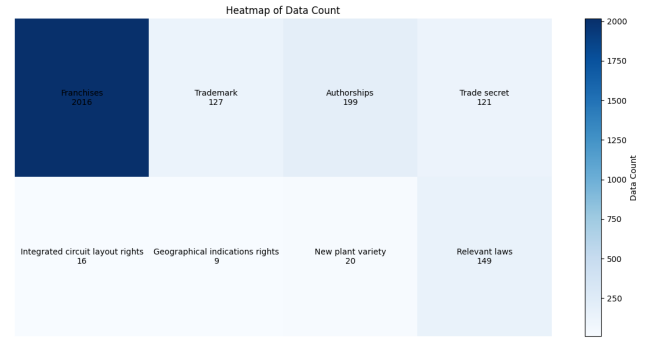 Heatmap of Data Count
Franchises
2016
Trademark
127
Authorships
199
Trade secret
121
Integrated circuit layout rights
16
Geographical indications rights
9
New plant variety
20
Relevant laws
149
2000
1750
1500
1250
1000
750
500
250
Data Count